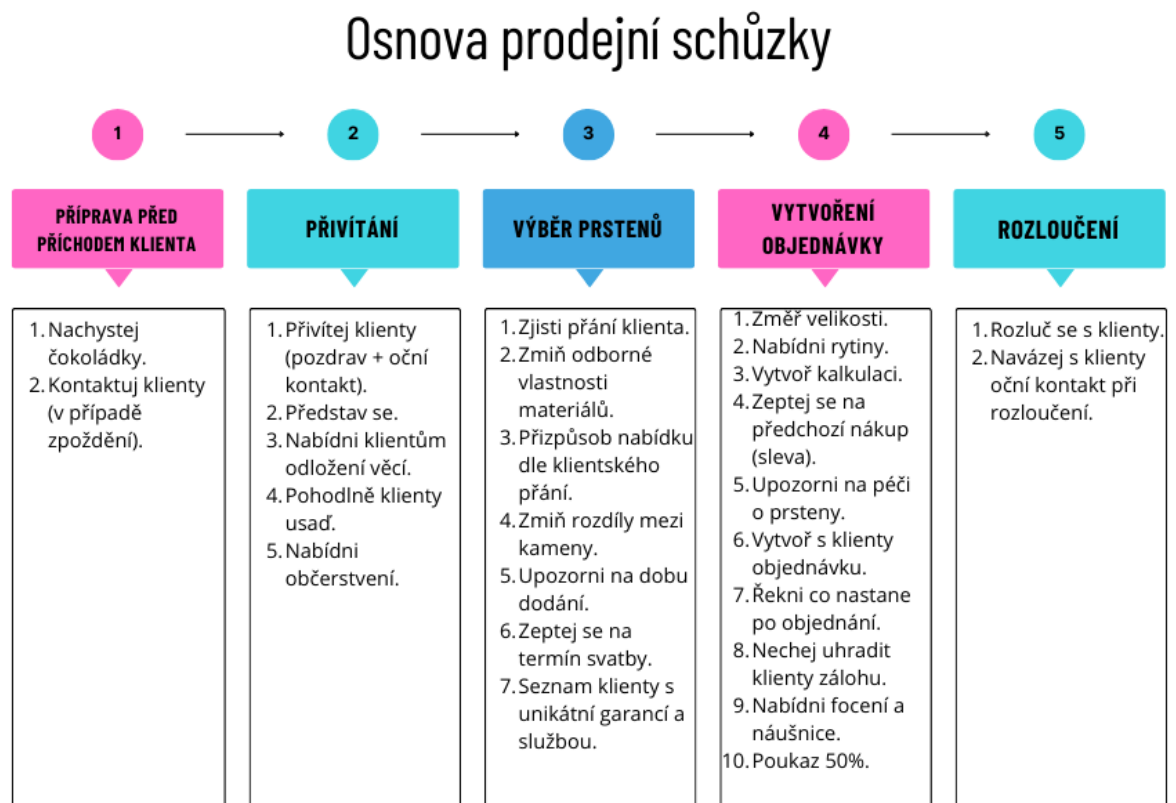 Osnova prodejní schůzky
1
2
3
4
5
PŘÍPRAVA PŘED
PŘÍCHODEM KLIENTA
PŘIVÍTÁNÍ
VÝBĚR PRSTENŮ
VYTVOŘENÍ
OBJEDNÁVKY
ROZLOUČENÍ
1. Nachystej
čokoládky.
2. Kontaktuj klienty
(v případě
zpoždění).
1. Přivítej klienty
(pozdrav + oční
kontakt).
2. Představ se.
3. Nabídni klientům
odložení věcí.
4. Pohodlně klienty
usaď.
5. Nabídni
občerstvení.
1. Zjisti přání klienta.
2. Zmiň odborné
vlastnosti
materiálů.
3. Přizpůsob nabídku
dle klientského
přání.
4. Zmiň rozdíly mezi
kameny.
5. Upozorni na dobu
dodání.
6. Zeptej se na
termín svatby.
7. Seznam klienty s
unikátní garancí a
službou.
1. Změř velikosti.
2. Nabídni rytiny.
3. Vytvoř kalkulaci.
4. Zeptej se na
předchozí nákup
(sleva).
5. Upozorni na péči
o prsteny.
6. Vytvoř s klienty
objednávku.
7. Řekni co nastane
po objednání.
8. Nechej uhradit
klienty zálohu.
9. Nabídni focení a
náušnice.
10. Poukaz 50%.
1. Rozluč se s klienty.
2. Navázej s klienty
oční kontakt při
rozloučení.